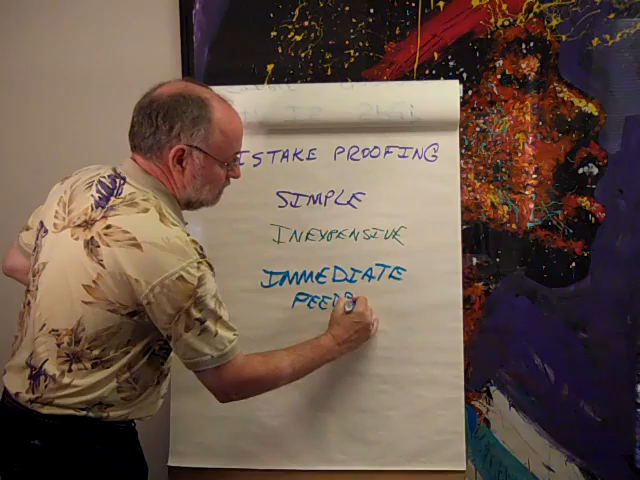 ISTAKE PROOFING
SIMPLE
INEXPENSIVE
IMMEDIATE
FEED